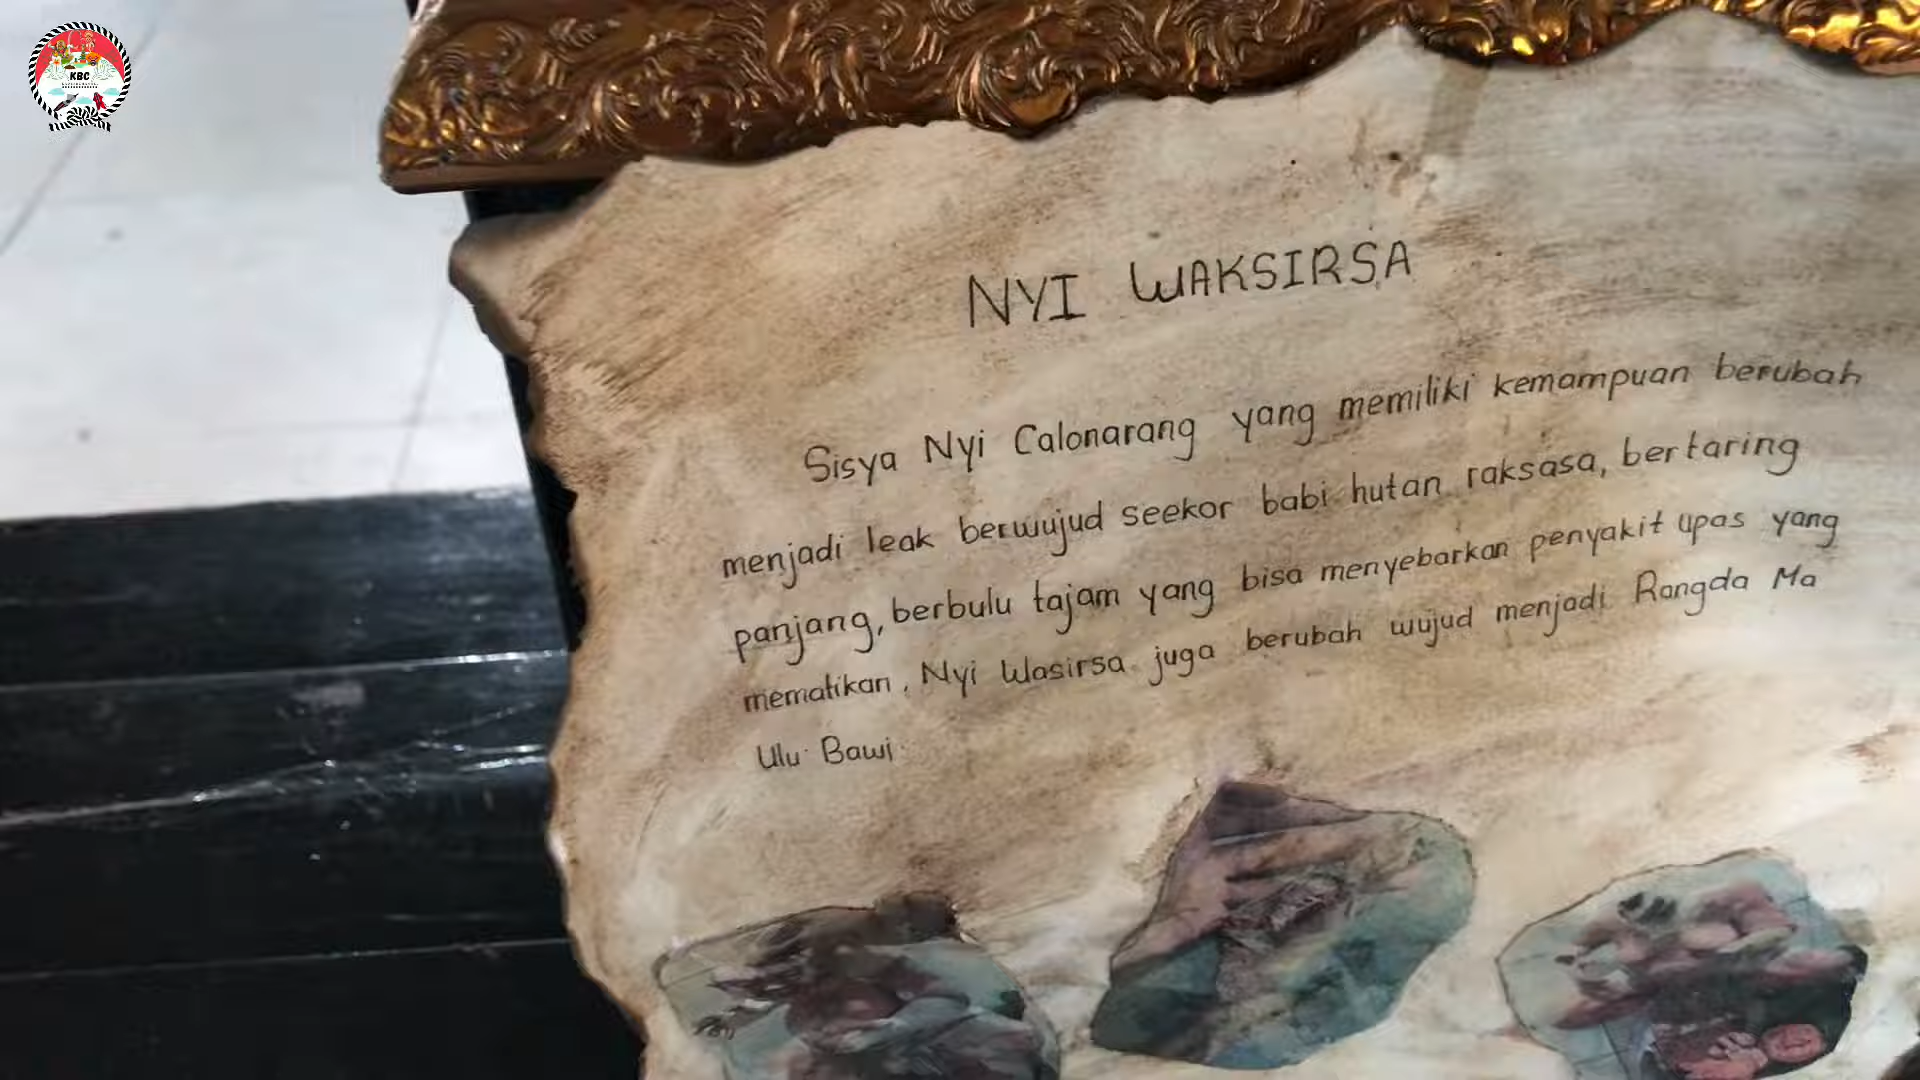 KBC
NYI WAKSIRSA
Sisya Nyi Calonarang yang memiliki kemampuan berubah
menjadi leak berwujud seekor babi hutan raksasa, bertaring
panjang, berbulu tajam yang bisa menyebarkan penyakit upas yang
mematikan, Nyi Wasirsa juga berubah wujud menjadi Rangda Ma
Ulu Bawi